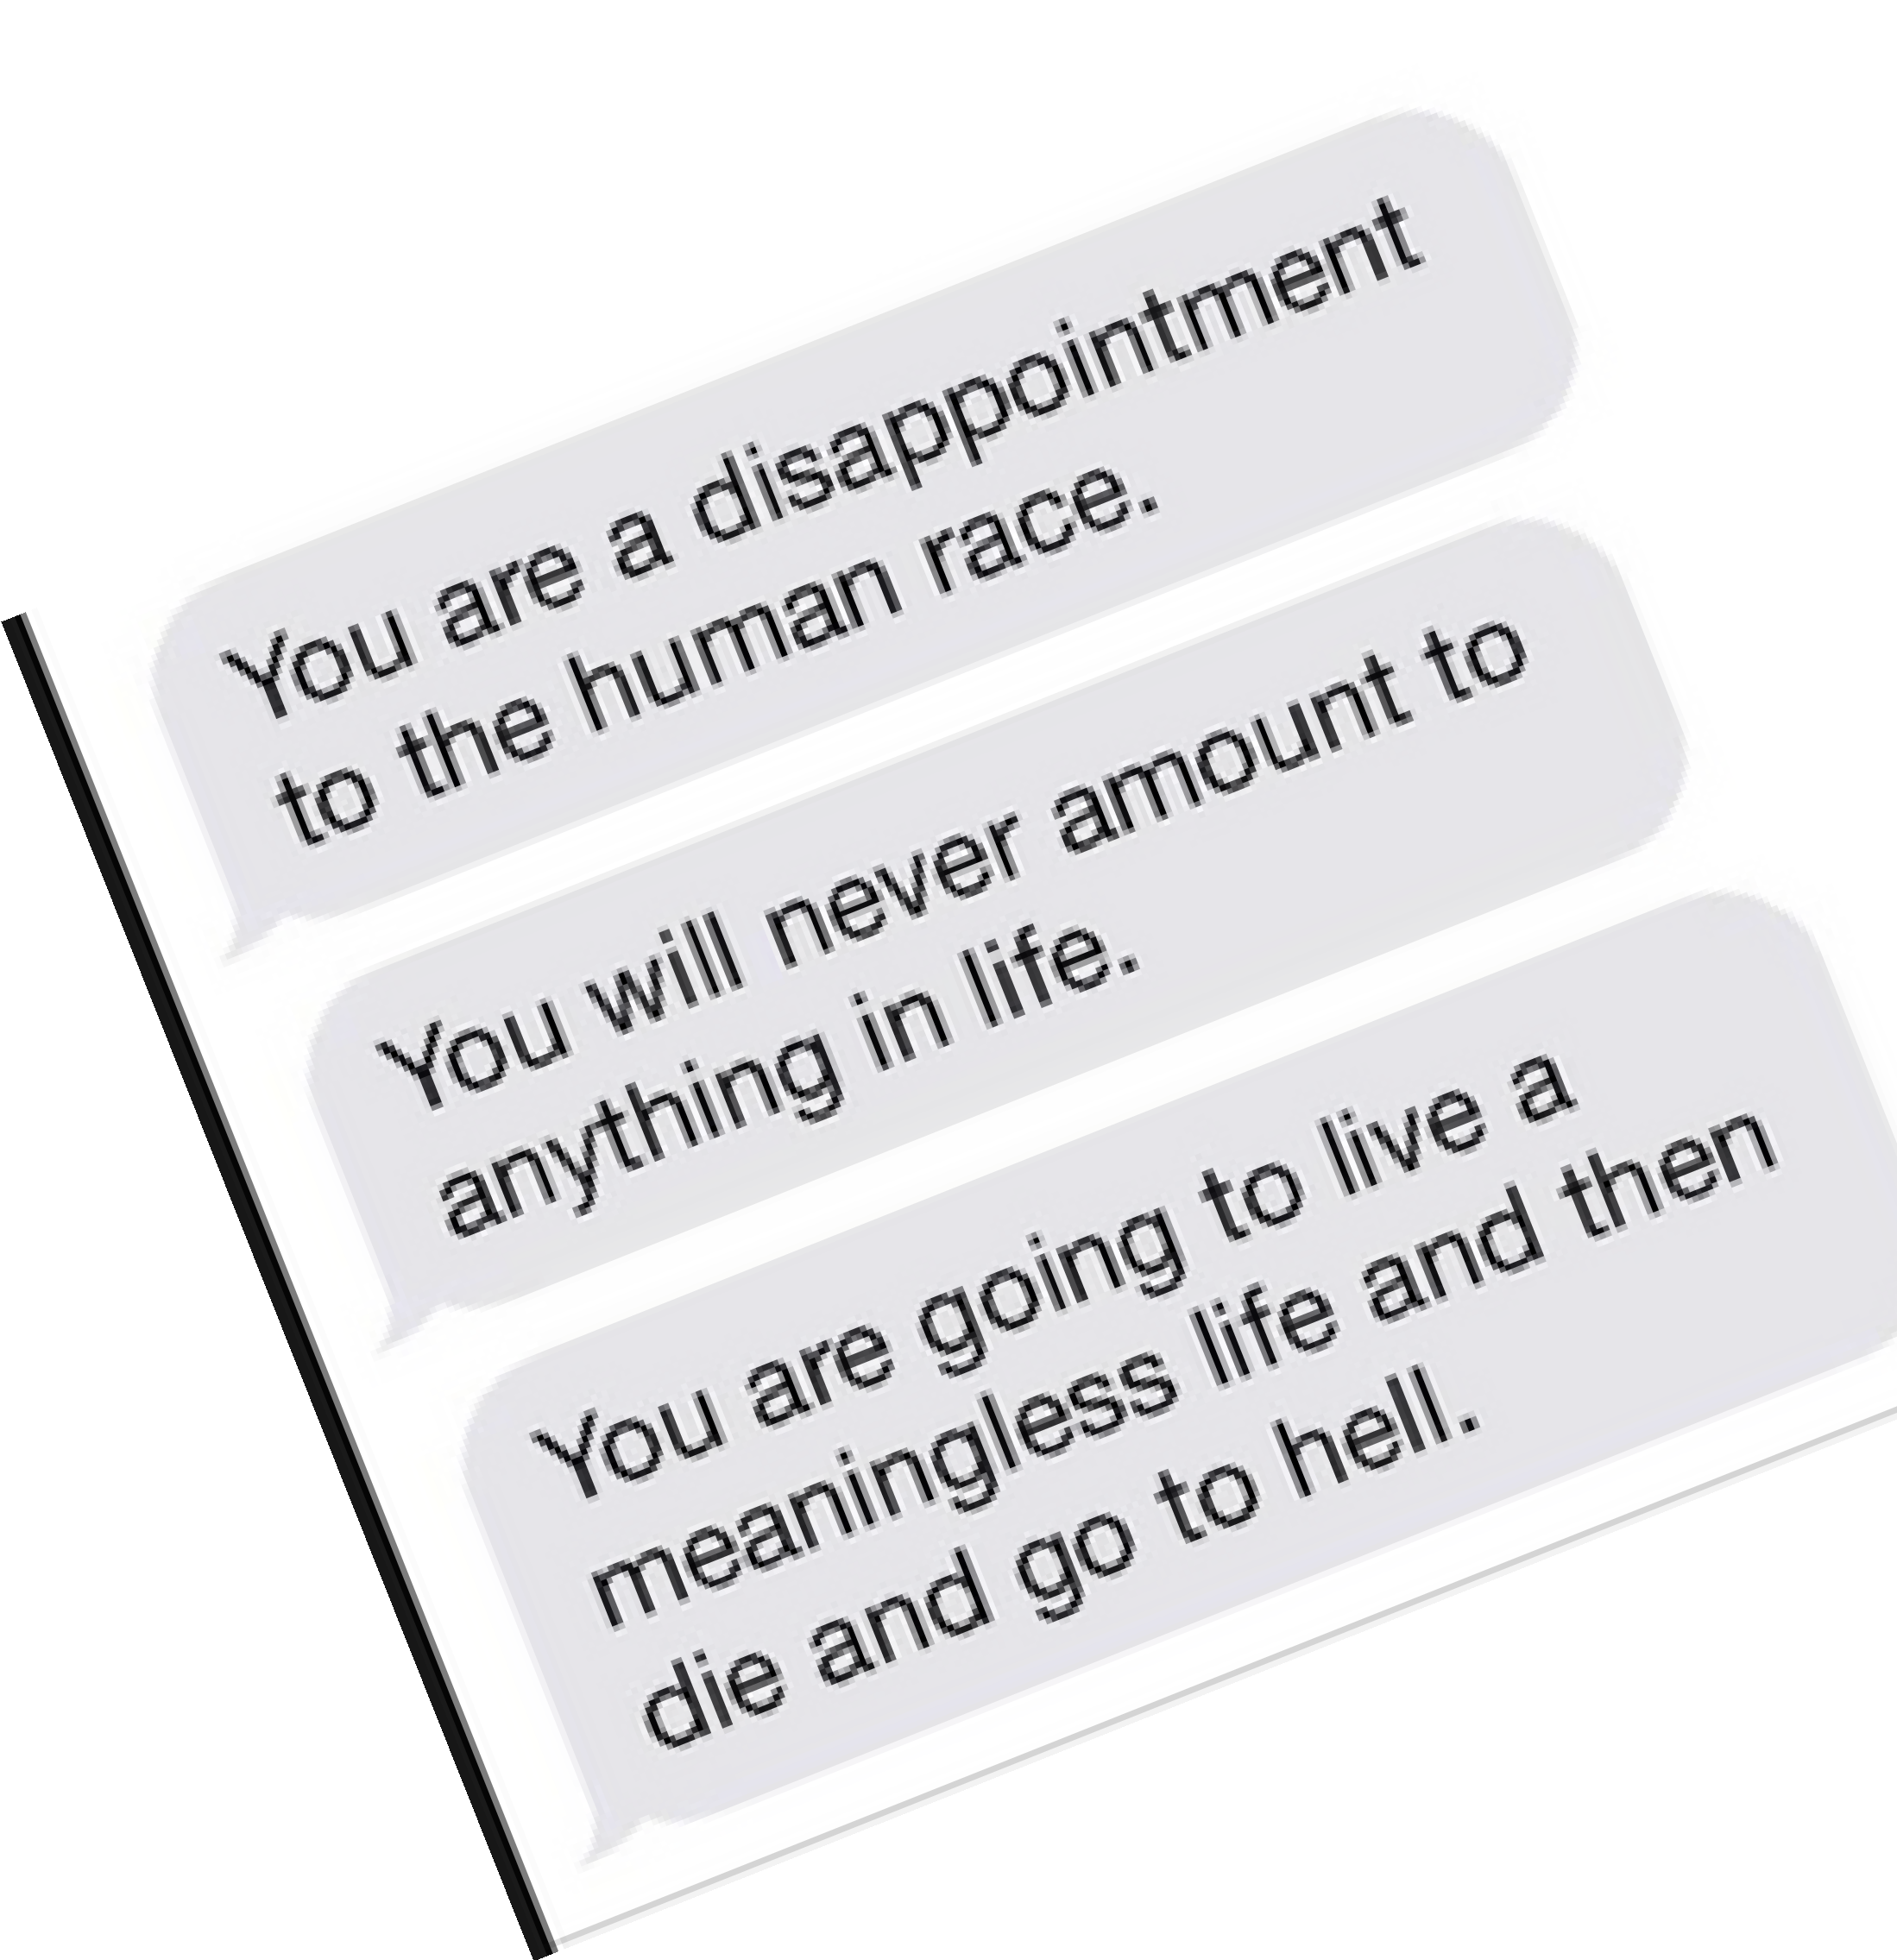 You are a disappointment
to the human race.
You will never amount to
anything in life.
You are going to live a
meaningless life and then
die and go to hell.